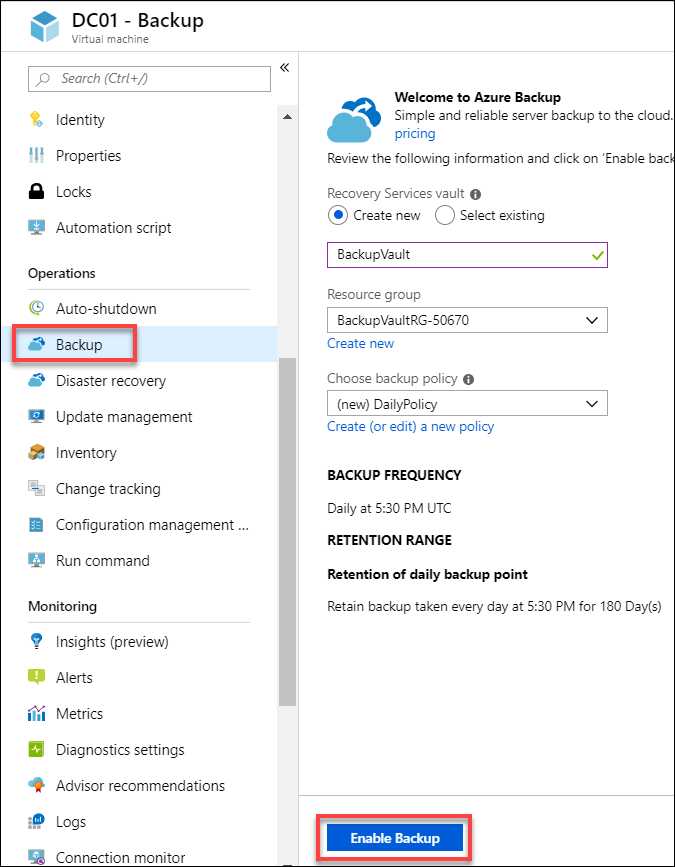 DC01 - Backup
Virtual machine
Search (Ctrl+/)
«
Identity
Properties
Locks
Automation script
Operations
Auto-shutdown
Backup
Disaster recovery
Update management
Inventory
Change tracking
Configuration management ...
Run command
Monitoring
Insights (preview)
Alerts
Metrics
Diagnostics settings
Advisor recommendations
Logs
Connection monitor
Welcome to Azure Backup
Simple and reliable server backup to the cloud.
pricing
Review the following information and click on 'Enable back
Recovery Services vault
Create new Select existing
BackupVault
Resource group
BackupVaultRG-50670
Create new
Choose backup policy
(new) DailyPolicy
Create (or edit) a new policy
BACKUP FREQUENCY
Daily at 5:30 PM UTC
RETENTION RANGE
Retention of daily backup point
Retain backup taken every day at 5:30 PM for 180 Day(s)
Enable Backup